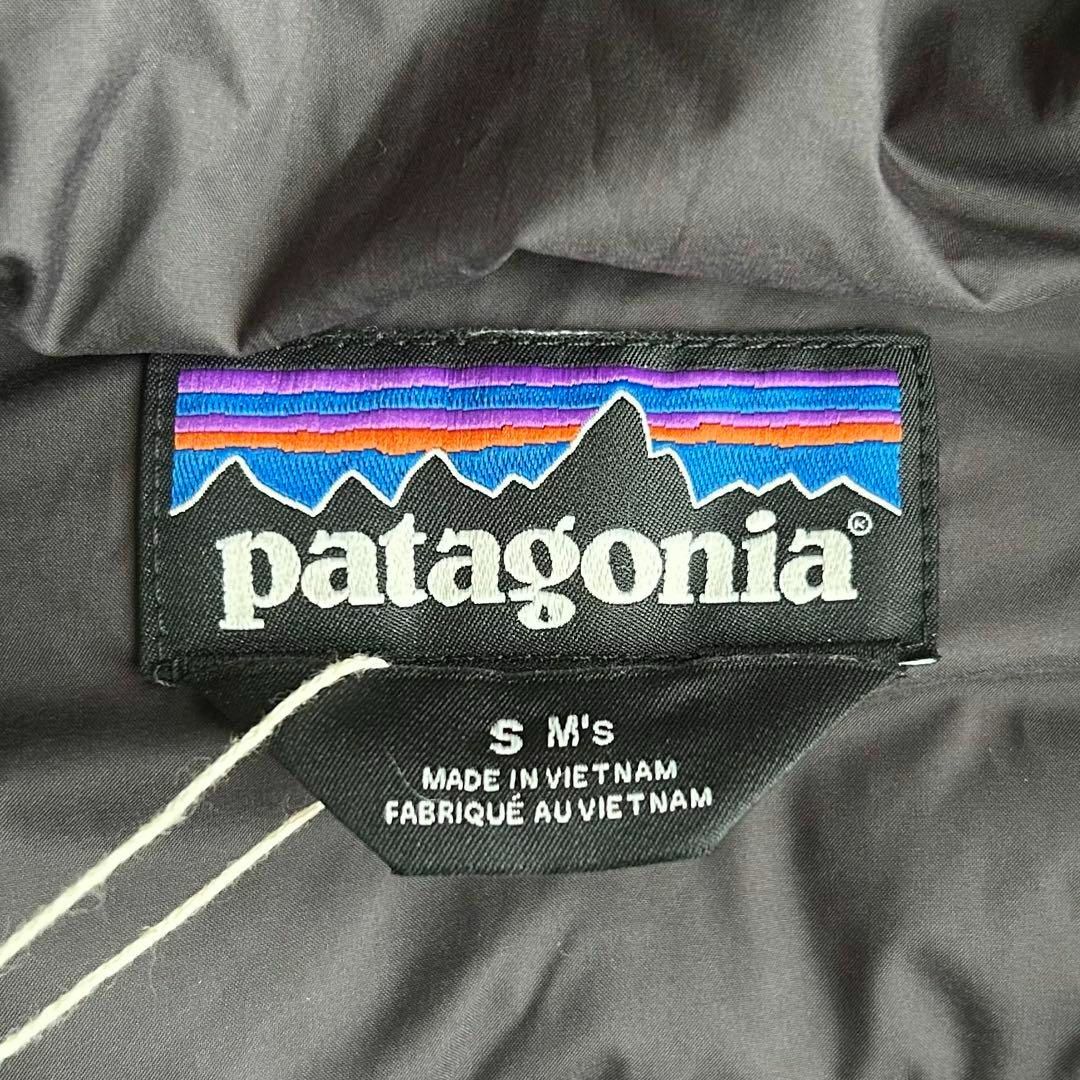 patagonia®
S M's
MADE IN VIETNAM
FABRIQUÉ AU VIETNAM